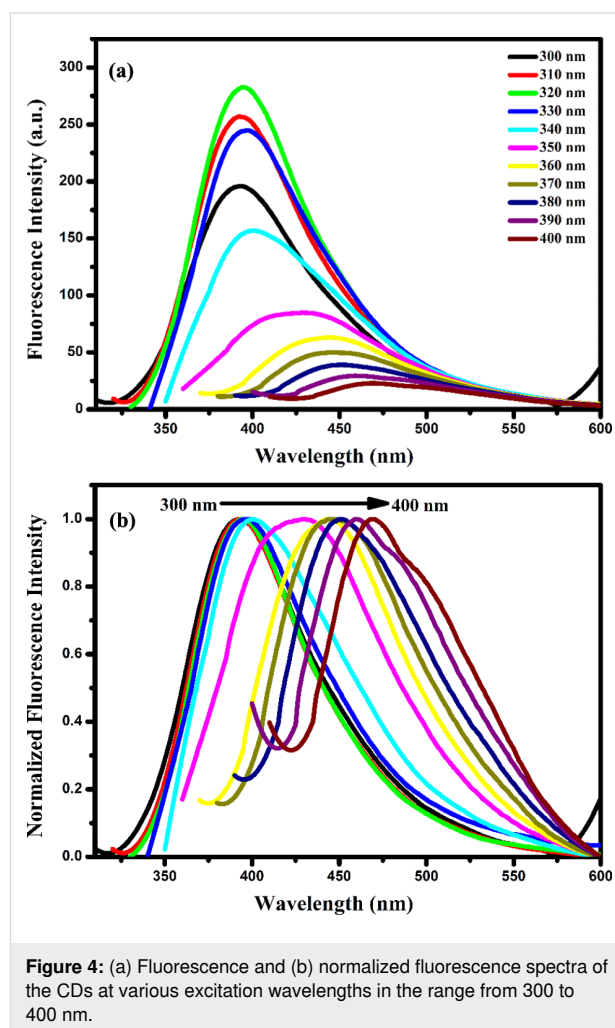 (a)
300 nm
310 nm
320 nm
330 nm
340 nm
350 nm
360 nm
370 nm
380 nm
390 nm
400 nm
Fluorescence Intensity (a.u.)
300
250
200
150
100
50
0
350 400 450 500 550 600
Wavelength (nm)
(b)
300 nm 400 nm
Normalized Fluorescence Intensity
1.0
0.8
0.6
0.4
0.2
0.0
350 400 450 500 550 600
Wavelength (nm)
Figure 4: (a) Fluorescence and (b) normalized fluorescence spectra of
the CDs at various excitation wavelengths in the range from 300 to
400 nm.